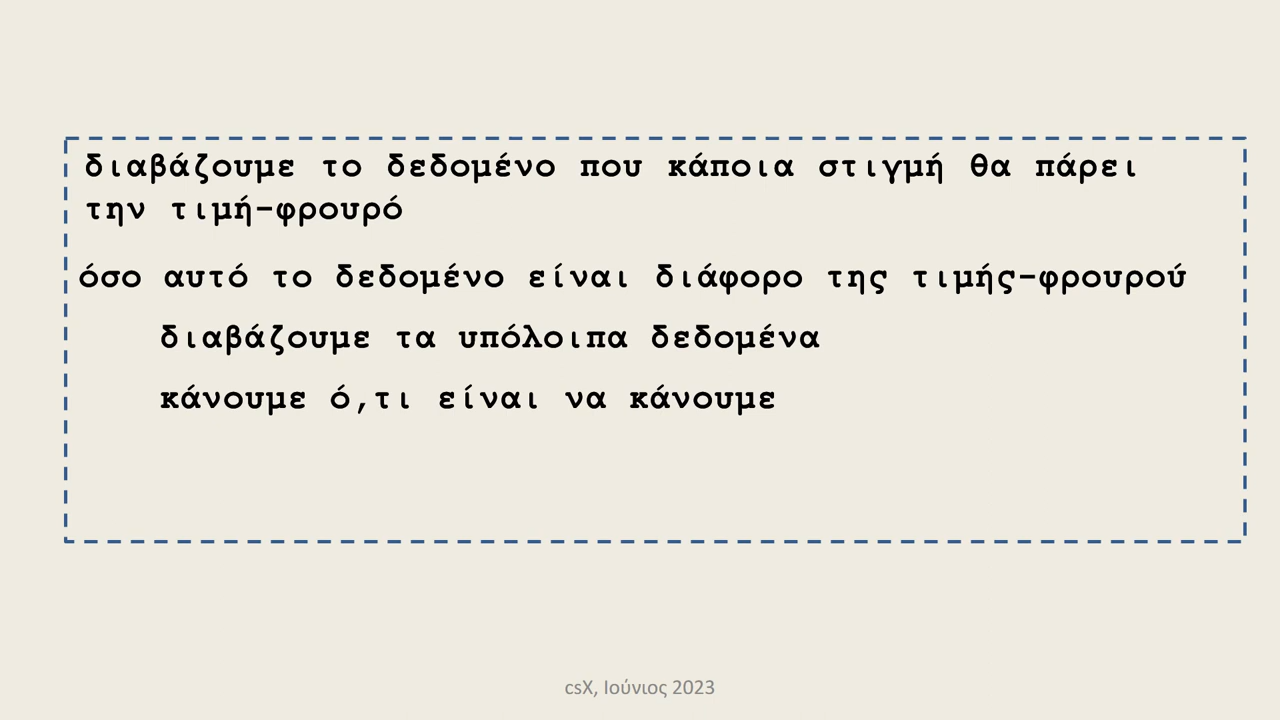 διαβάζουμε το δεδομένο που κάποια στιγμή θα πάρει
την τιμή-φρουρό
όσο αυτό το δεδομένο είναι διάφορο της τιμής-φρουρού
διαβάζουμε τα υπόλοιπα δεδομένα
κάνουμε ό,τι είναι να κάνουμε
csX, Ιούνιος 2023